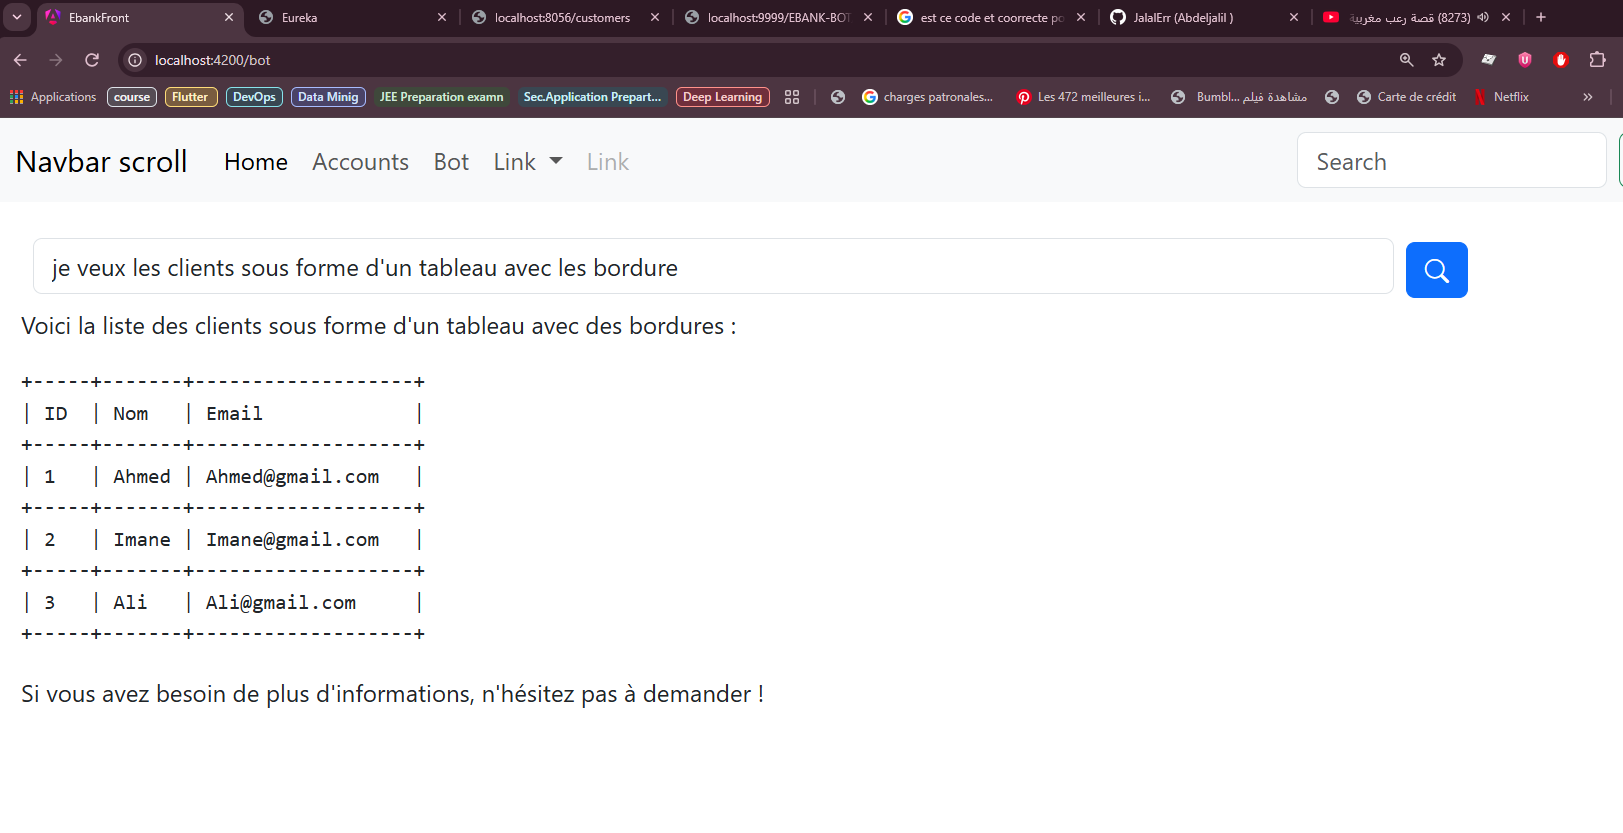 EbankFront
Eureka
localhost:8056/customers
localhost:9999/EBANK-BOT
est ce code et coorrecte po
JalalErr (Abdeljalil )
(8273) قصة رعب مغربية
localhost:4200/bot
Applications
course
Flutter
DevOps
Data Minig
JEE Preparation examn
Sec.Application Prepart...
Deep Learning
charges patronales...
Les 472 meilleures i...
مشاهدة فيلم Bumbl...
Carte de crédit
Netflix
»
Navbar scroll Home Accounts Bot Link Link Search
je veux les clients sous forme d'un tableau avec les bordure
Voici la liste des clients sous forme d'un tableau avec des bordures :
+-----+-------+-------------------+
| ID  | Nom   | Email             |
+-----+-------+-------------------+
| 1   | Ahmed | Ahmed@gmail.com   |
+-----+-------+-------------------+
| 2   | Imane | Imane@gmail.com   |
+-----+-------+-------------------+
| 3   | Ali   | Ali@gmail.com     |
+-----+-------+-------------------+
Si vous avez besoin de plus d'informations, n'hésitez pas à demander !